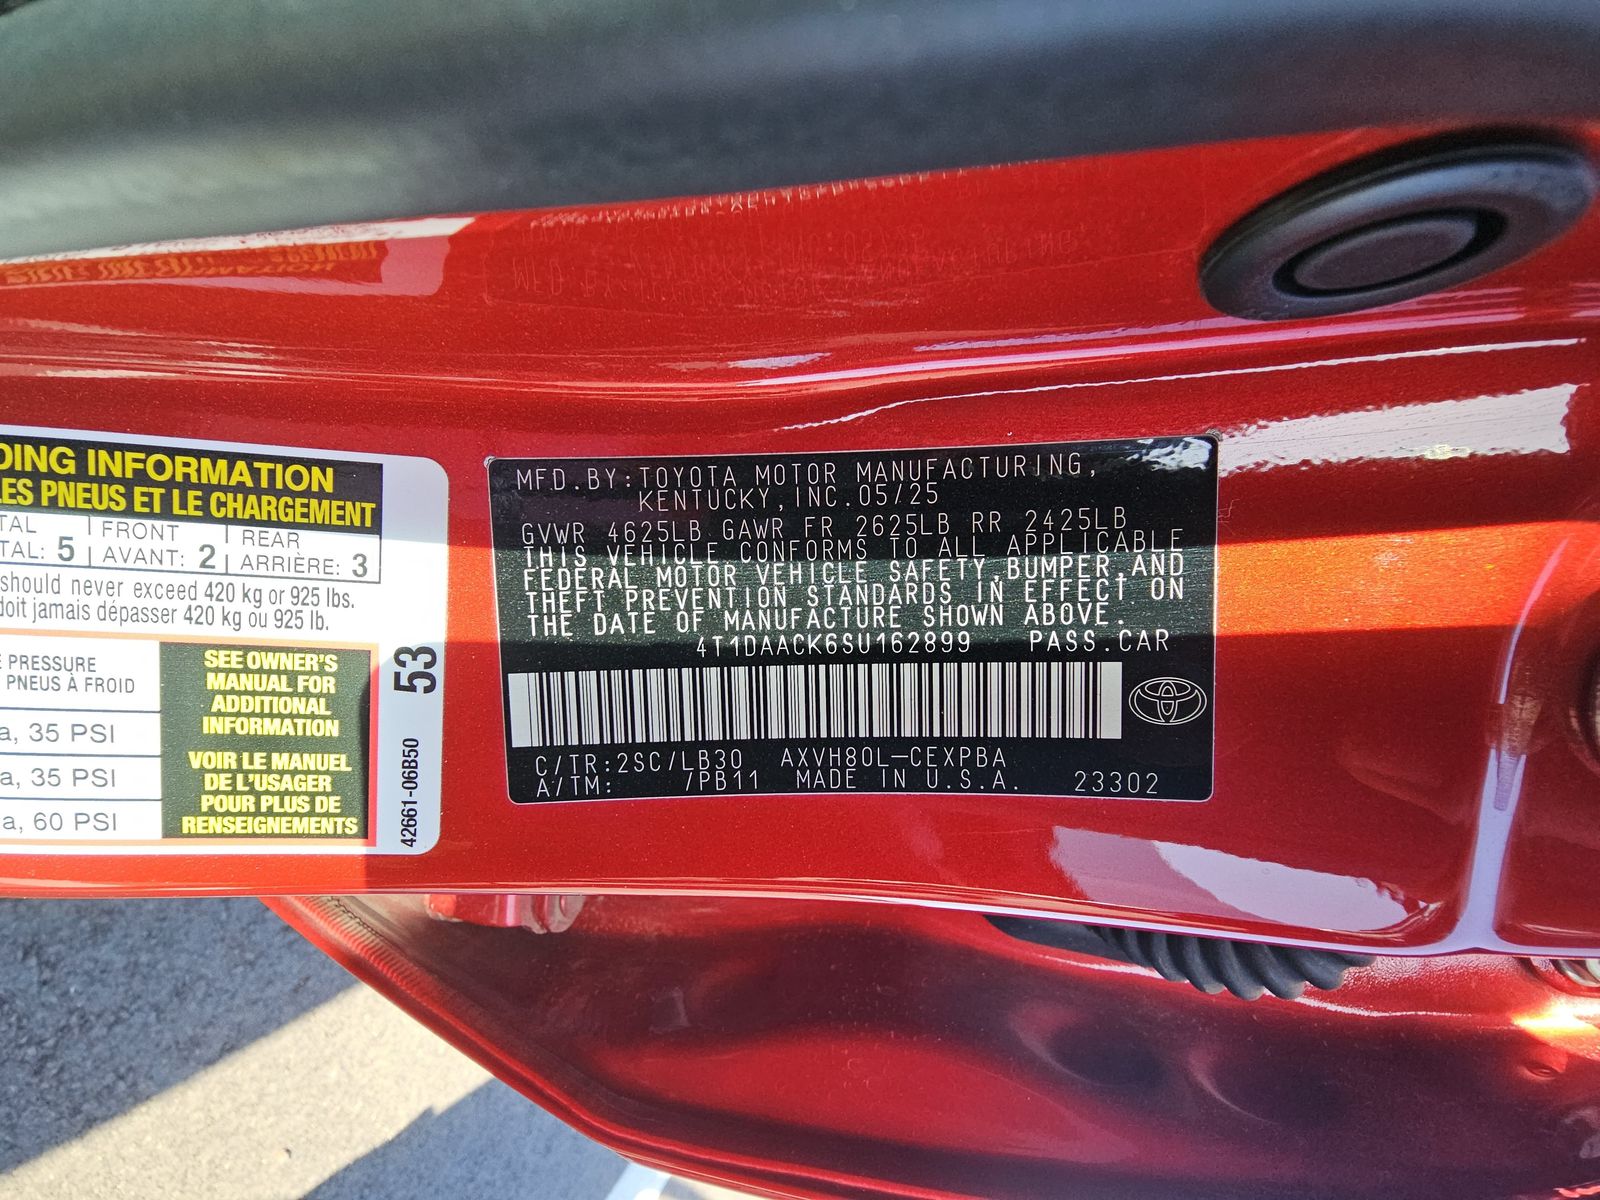 DING INFORMATION
LES PNEUS ET LE CHARGEMENT
TAL FRONT REAR
TAL: 5 AVANT: 2 ARRIÈRE: 3
should never exceed 420 kg or 925 lbs.
doit jamais dépasser 420 kg ou 925 lb.
E PRESSURE
PNEUS À FROID
a, 35 PSI
a, 35 PSI
a, 60 PSI
SEE OWNER'S
MANUAL FOR
ADDITIONAL
INFORMATION
VOIR LE MANUEL
DE L'USAGER
POUR PLUS DE
RENSEIGNEMENTS
53
42661-06B50
MFD.BY:TOYOTA MOTOR MANUFACTURING,
KENTUCKY,INC.05/25
GVWR 4625LB GAWR FR 2625LB RR 2425LB
THIS VEHICLE CONFORMS TO ALL APPLICABLE
FEDERAL MOTOR VEHICLE SAFETY,BUMPER,AND
THEFT PREVENTION STANDARDS IN EFFECT ON
THE DATE OF MANUFACTURE SHOWN ABOVE.
4T1DAACK6SU162899 PASS.CAR
C/TR:2SC/LB30 AXVH80L-CEXPBA
A/TM: /PB11 MADE IN U.S.A. 23302